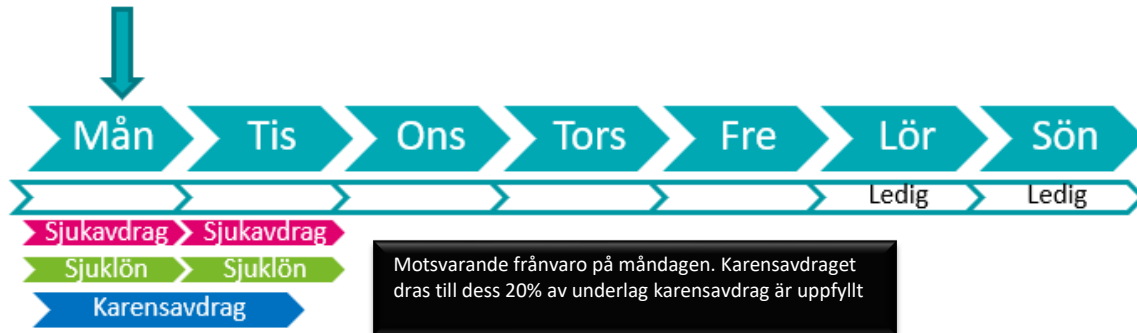 Mån Tis Ons Tors Fre Lör Sön
Ledig Ledig
Sjukavdrag Sjukavdrag
Sjuklön Sjuklön
Karensavdrag
Motsvarande frånvaro på måndagen. Karensavdraget
dras till dess 20% av underlag karensavdrag är uppfyllt